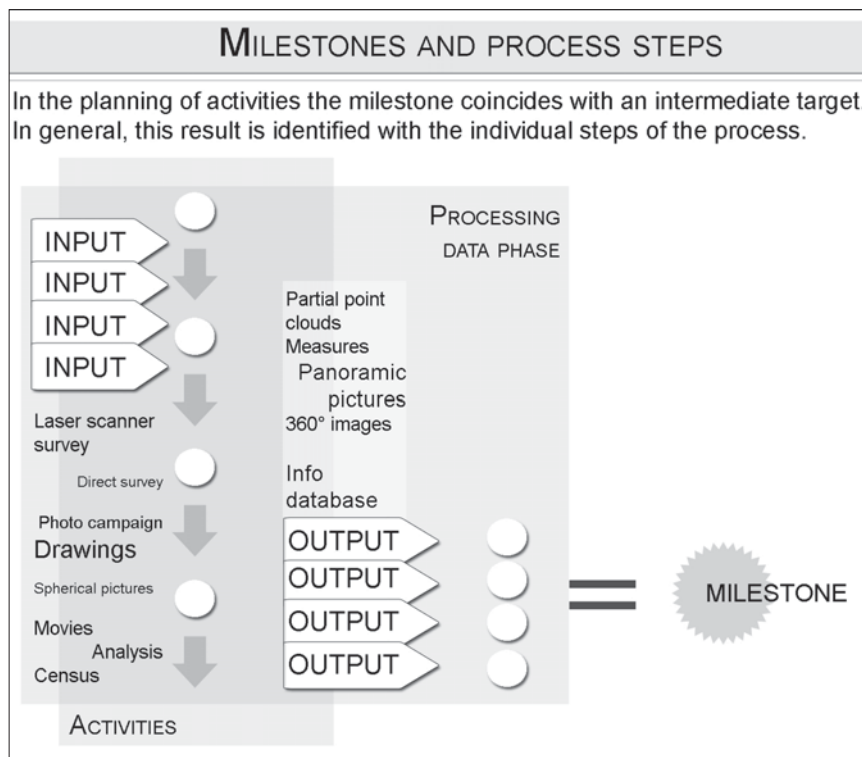 MILESTONES AND PROCESS STEPS
In the planning of activities the milestone coincides with an intermediate target.
In general, this result is identified with the individual steps of the process.
PROCESSING
DATA PHASE
INPUT
INPUT
INPUT
INPUT
Laser scanner
survey
Direct survey
Photo campaign
Drawings
Spherical pictures
Movies
Analysis
Census
ACTIVITIES
Partial point
clouds
Measures
Panoramic
pictures
360° images
Info
database
OUTPUT
OUTPUT
OUTPUT
OUTPUT
MILESTONE